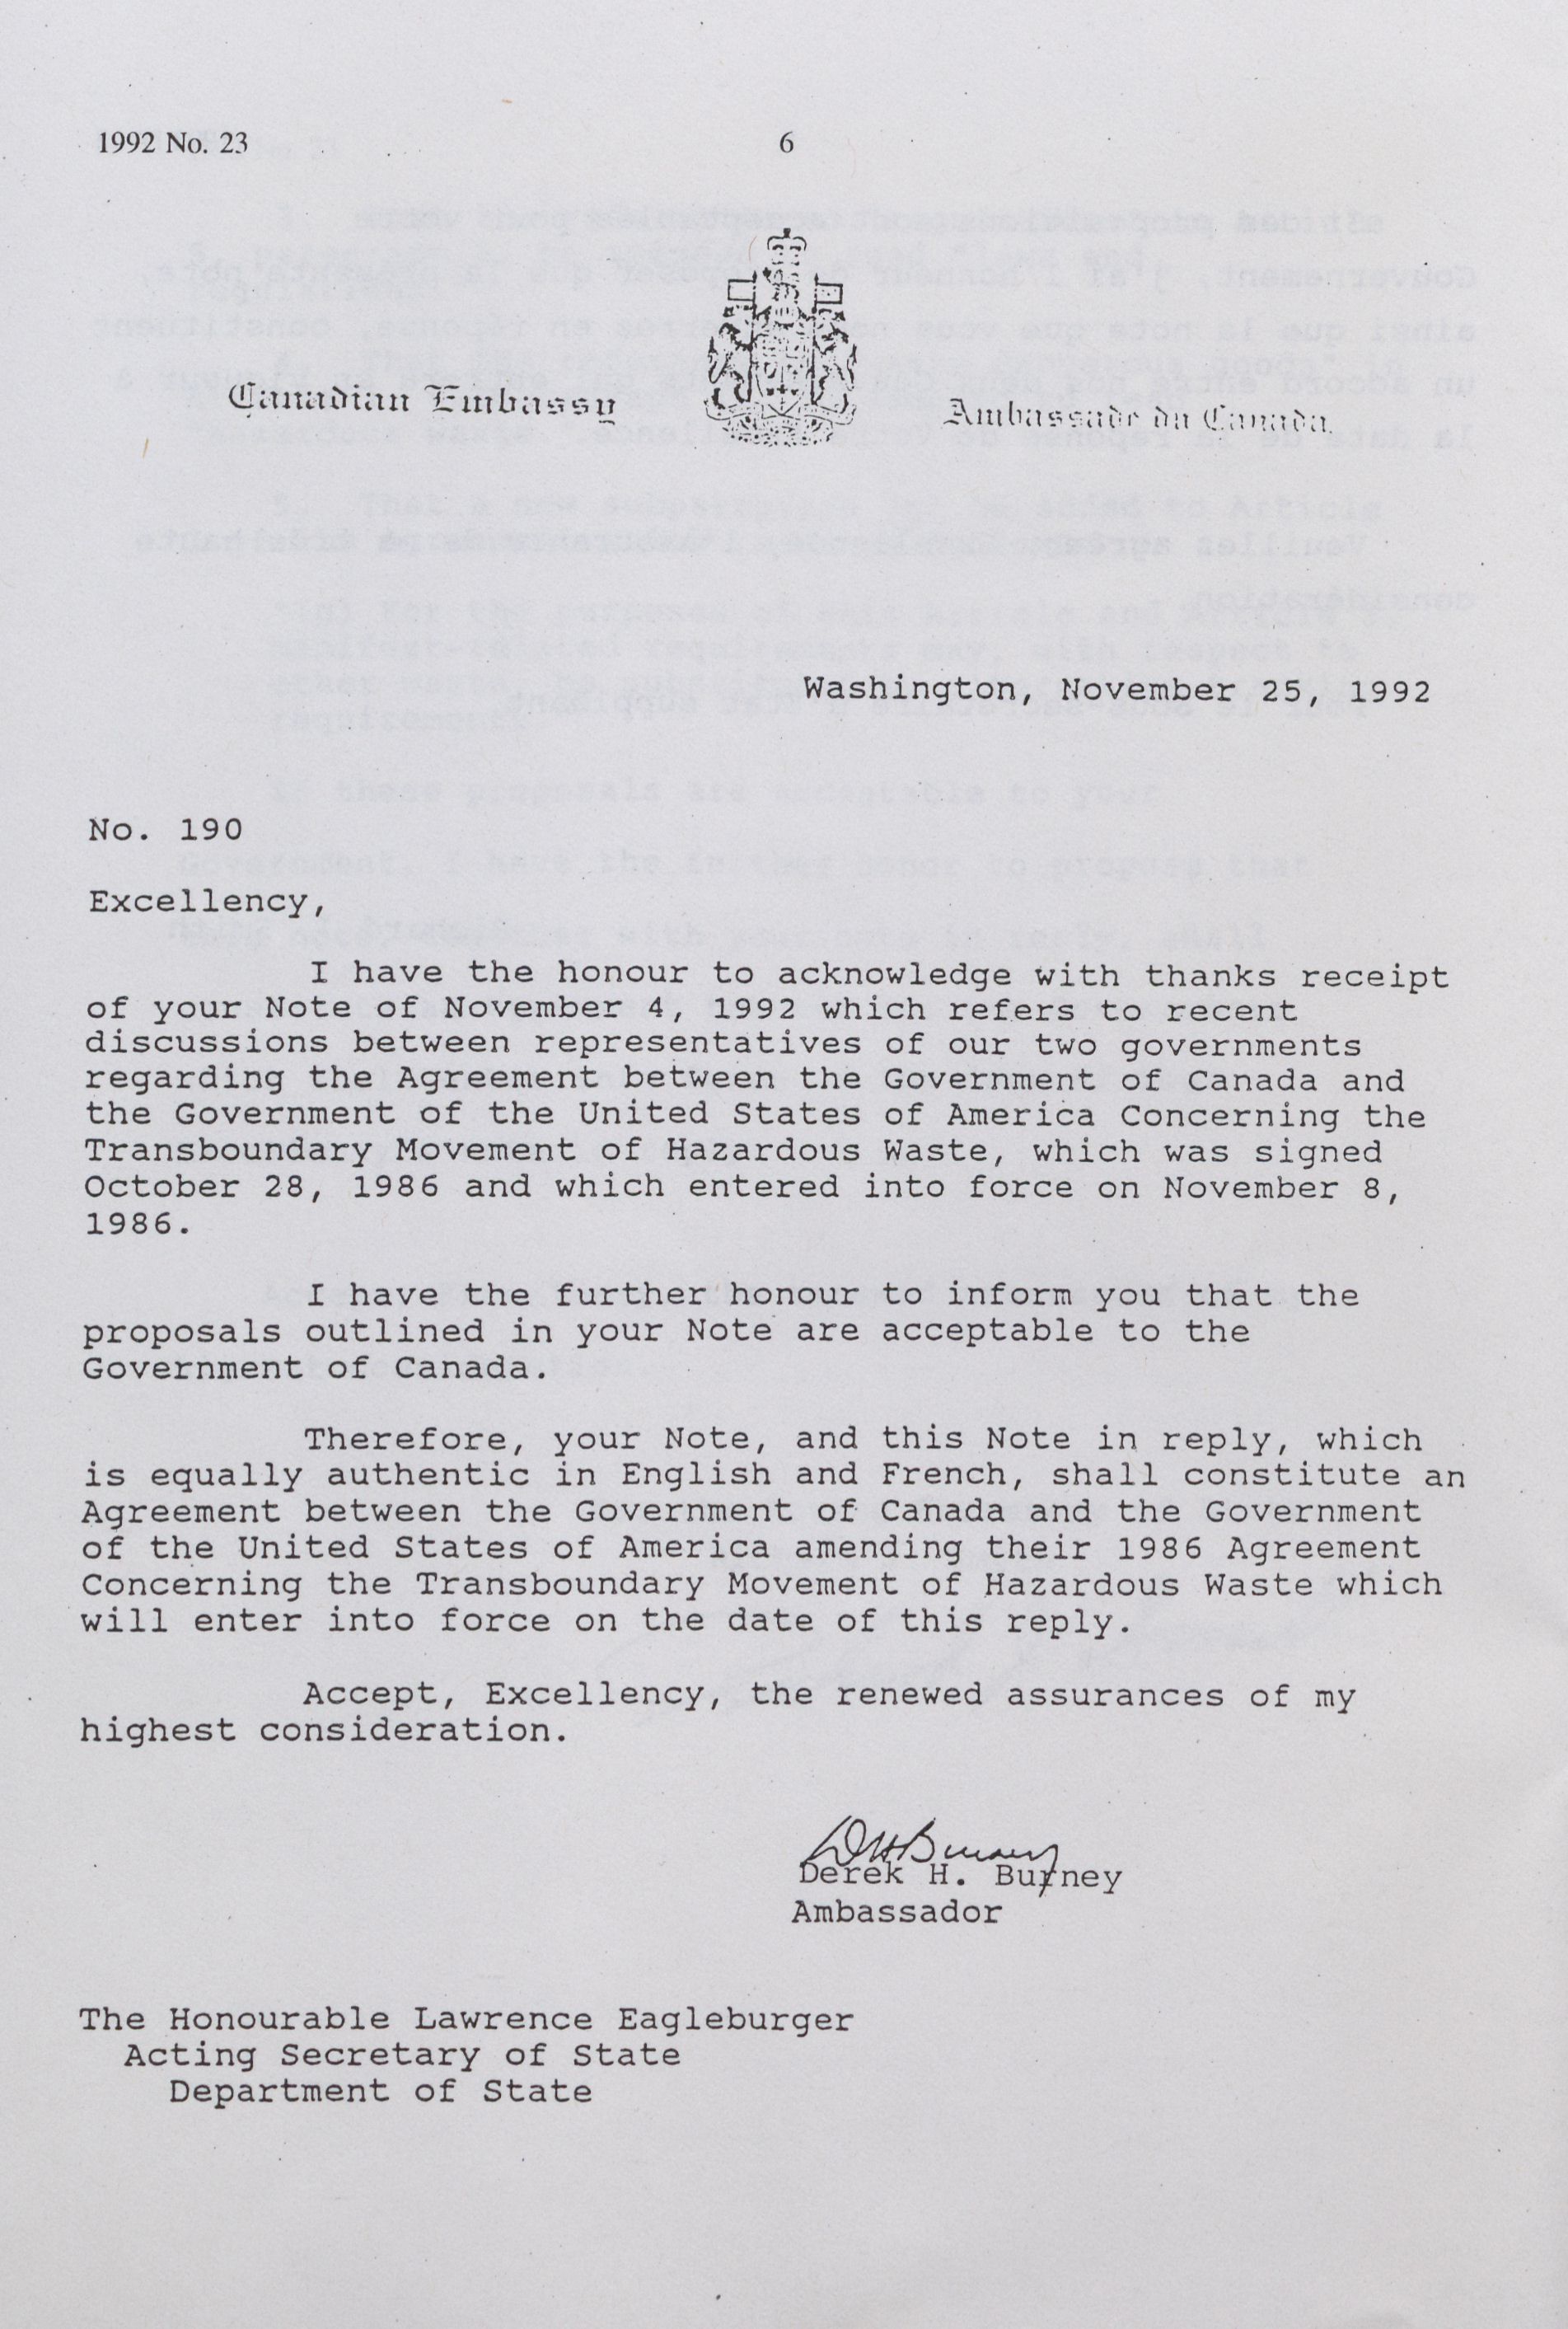 1992 No. 23
6
Canadian Embassy
Ambassade du Canada
Washington, November 25, 1992
No. 190
Excellency,
I have the honour to acknowledge with thanks receipt
of your Note of November 4, 1992 which refers to recent
discussions between representatives of our two governments
regarding the Agreement between the Government of Canada and
the Government of the United States of America Concerning the
Transboundary Movement of Hazardous Waste, which was signed
October 28, 1986 and which entered into force on November 8,
1986.
I have the further honour to inform you that the
proposals outlined in your Note are acceptable to the
Government of Canada.
Therefore, your Note, and this Note in reply, which
is equally authentic in English and French, shall constitute an
Agreement between the Government of Canada and the Government
of the United States of America amending their 1986 Agreement
Concerning the Transboundary Movement of Hazardous Waste which
will enter into force on the date of this reply.
Accept, Excellency, the renewed assurances of my
highest consideration.
DHBurney
Derek H. Burney
Ambassador
The Honourable Lawrence Eagleburger
Acting Secretary of State
Department of State